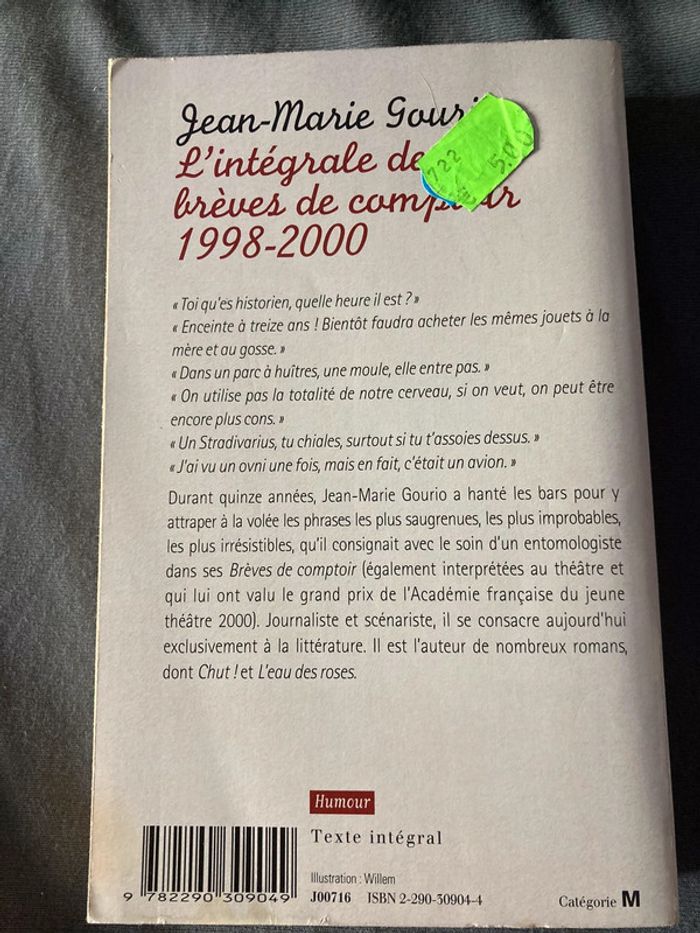 Jean-Marie Gouri
L'intégrale de
brèves de comptoir
1998-2000
722
5.00
« Toi qu'es historien, quelle heure il est ? »
« Enceinte à treize ans ! Bientôt faudra acheter les mêmes jouets à la
mère et au gosse. »
« Dans un parc à huîtres, une moule, elle entre pas. »
« On utilise pas la totalité de notre cerveau, si on veut, on peut être
encore plus cons. »
« Un Stradivarius, tu chiales, surtout si tu t'assoies dessus. »
« J'ai vu un ovni une fois, mais en fait, c'était un avion. »
Durant quinze années, Jean-Marie Gourio a hanté les bars pour y
attraper à la volée les phrases les plus saugrenues, les plus improbables,
les plus irrésistibles, qu'il consignait avec le soin d'un entomologiste
dans ses Brèves de comptoir (également interprétées au théâtre et
qui lui ont valu le grand prix de l'Académie française du jeune
théâtre 2000). Journaliste et scénariste, il se consacre aujourd'hui
exclusivement à la littérature. Il est l'auteur de nombreux romans,
dont Chut ! et L'eau des roses.
Humour
Texte intégral
Illustration : Willem
9 782290 309049
J00716 ISBN 2-290-30904-4
Catégorie M